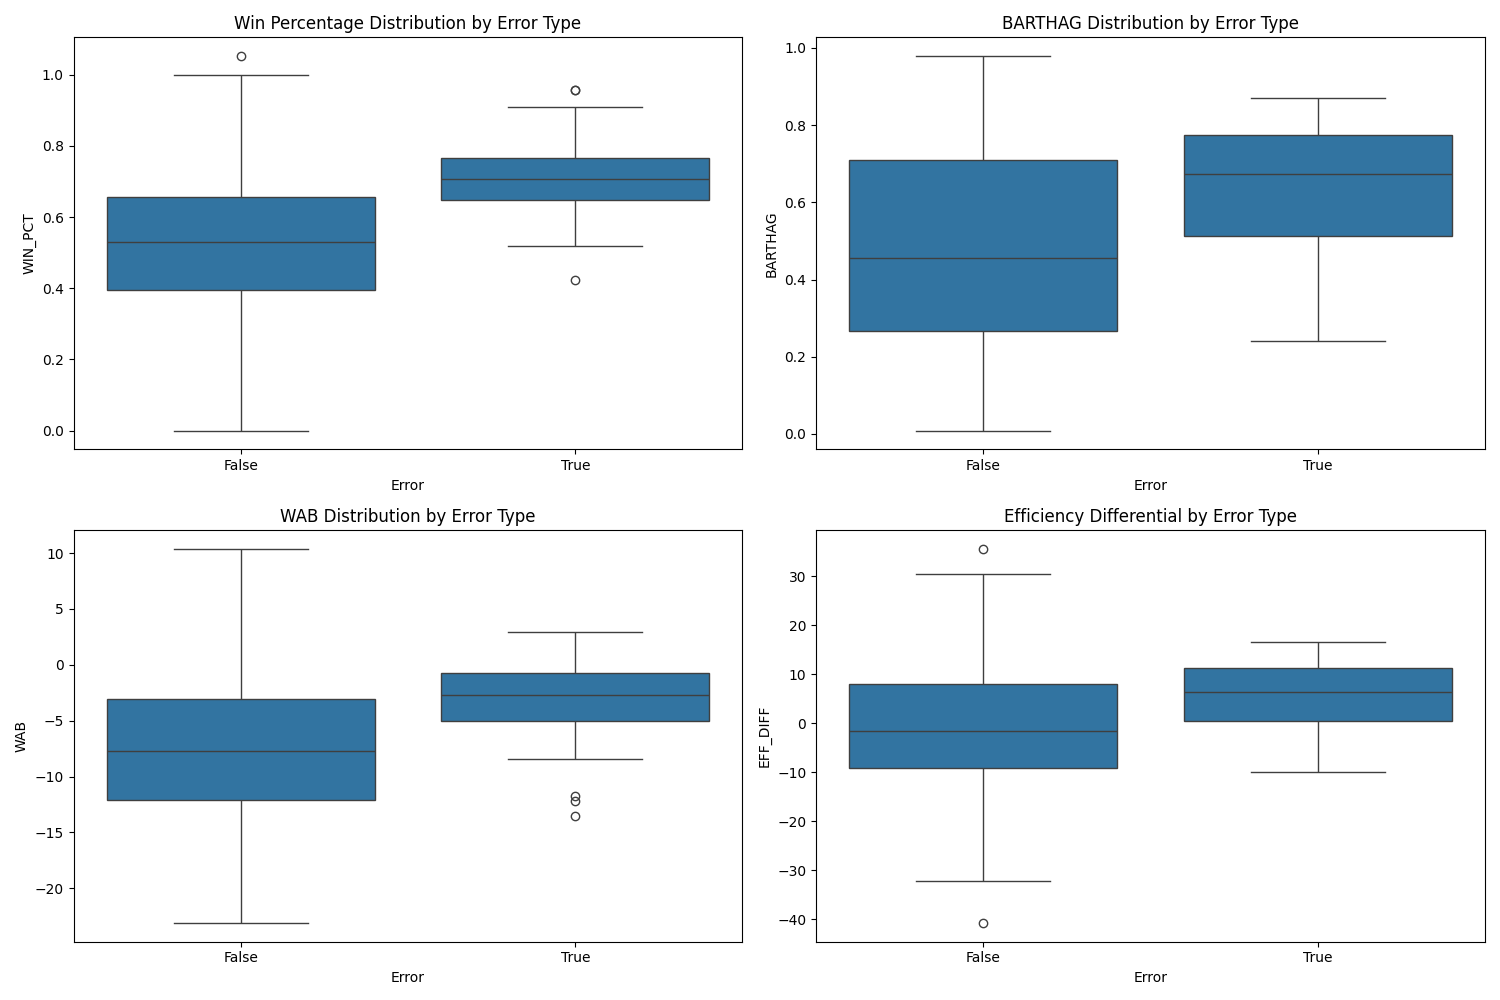 Win Percentage Distribution by Error Type
WIN_PCT
1.0
0.8
0.6
0.4
0.2
0.0
False
True
Error
BARTHAG Distribution by Error Type
BARTHAG
1.0
0.8
0.6
0.4
0.2
0.0
False
True
Error
WAB Distribution by Error Type
WAB
10
5
0
−5
−10
−15
−20
False
True
Error
Efficiency Differential by Error Type
EFF_DIFF
30
20
10
0
−10
−20
−30
−40
False
True
Error